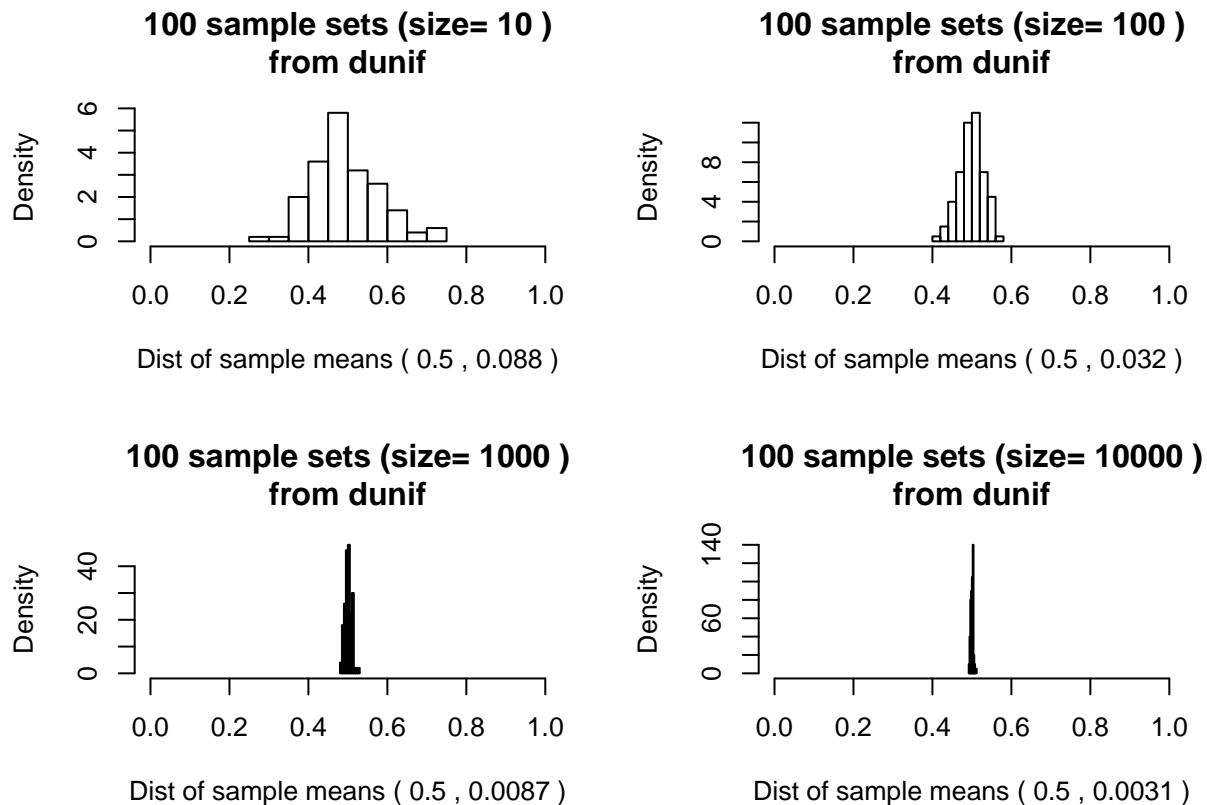 100 sample sets (size= 10 )
from dunif
Density
0
2
4
6
0.0 0.2 0.4 0.6 0.8 1.0
Dist of sample means ( 0.5 , 0.088 )
100 sample sets (size= 100 )
from dunif
Density
0
4
8
0.0 0.2 0.4 0.6 0.8 1.0
Dist of sample means ( 0.5 , 0.032 )
100 sample sets (size= 1000 )
from dunif
Density
0
20
40
0.0 0.2 0.4 0.6 0.8 1.0
Dist of sample means ( 0.5 , 0.0087 )
100 sample sets (size= 10000 )
from dunif
Density
0
60
140
0.0 0.2 0.4 0.6 0.8 1.0
Dist of sample means ( 0.5 , 0.0031 )